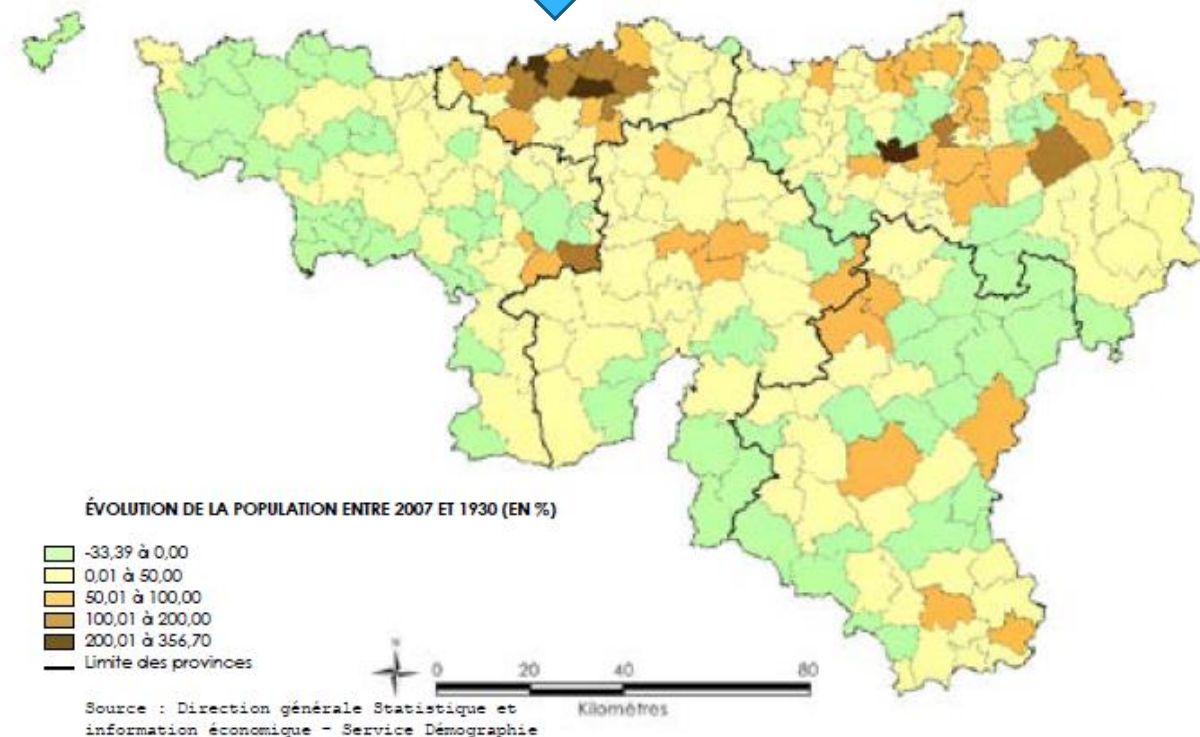 ÉVOLUTION DE LA POPULATION ENTRE 2007 ET 1930 (EN %)
-33,39 à 0,00
0,01 à 50,00
50,01 à 100,00
100,01 à 200,00
200,01 à 356,70
Limite des provinces
N
0 20 40 80
Kilomètres
Source : Direction générale Statistique et
information économique - Service Démographie